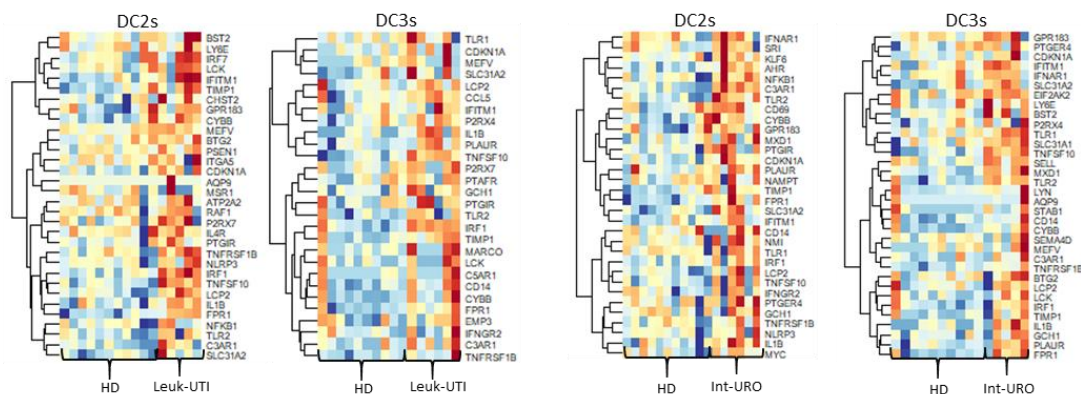 DC2s
BST2
LY6E
IRF7
LCK
IFITM1
TIMP1
CHST2
GPR183
CYBB
MEFV
BTG2
PSEN1
ITGA5
CDKN1A
AQP9
MSR1
ATP2A2
RAF1
P2RX7
IL4R
PTGIR
TNFRSF1B
NLRP3
IRF1
TNFSF10
LCP2
IL1B
FPR1
NFKB1
TLR2
C3AR1
SLC31A2
HD
Leuk-UTI
DC3s
TLR1
CDKN1A
MEFV
SLC31A2
LCP2
CCL5
IFITM1
P2RX4
IL1B
PLAUR
TNFSF10
P2RX7
PTAFR
GCH1
PTGIR
TLR2
IRF1
TIMP1
MARCO
LCK
C5AR1
CD14
CYBB
FPR1
EMP3
IFNGR2
C3AR1
TNFRSF1B
HD
Leuk-UTI
DC2s
IFNAR1
SRI
KLF6
AHR
NFKB1
C3AR1
TLR2
CD69
CYBB
GPR183
MXD1
PTGIR
CDKN1A
PLAUR
NAMPT
TIMP1
FPR1
SLC31A2
IFITM1
CD14
NMI
TLR1
IRF1
LCP2
TNFSF10
IFNGR2
PTGER4
GCH1
TNFRSF1B
NLRP3
IL1B
MYC
HD
Int-URO
DC3s
GPR183
PTGER4
CDKN1A
IFITM1
IFNAR1
SLC31A2
EIF2AK2
LY6E
BST2
P2RX4
TLR1
SLC31A1
TNFSF10
SELL
MXD1
TLR2
LYN
AQP9
STAB1
CD14
CYBB
SEMA4D
MEFV
C3AR1
TNFRSF1B
BTG2
LCP2
LCK
IRF1
TIMP1
IL1B
GCH1
PLAUR
FPR1
HD
Int-URO